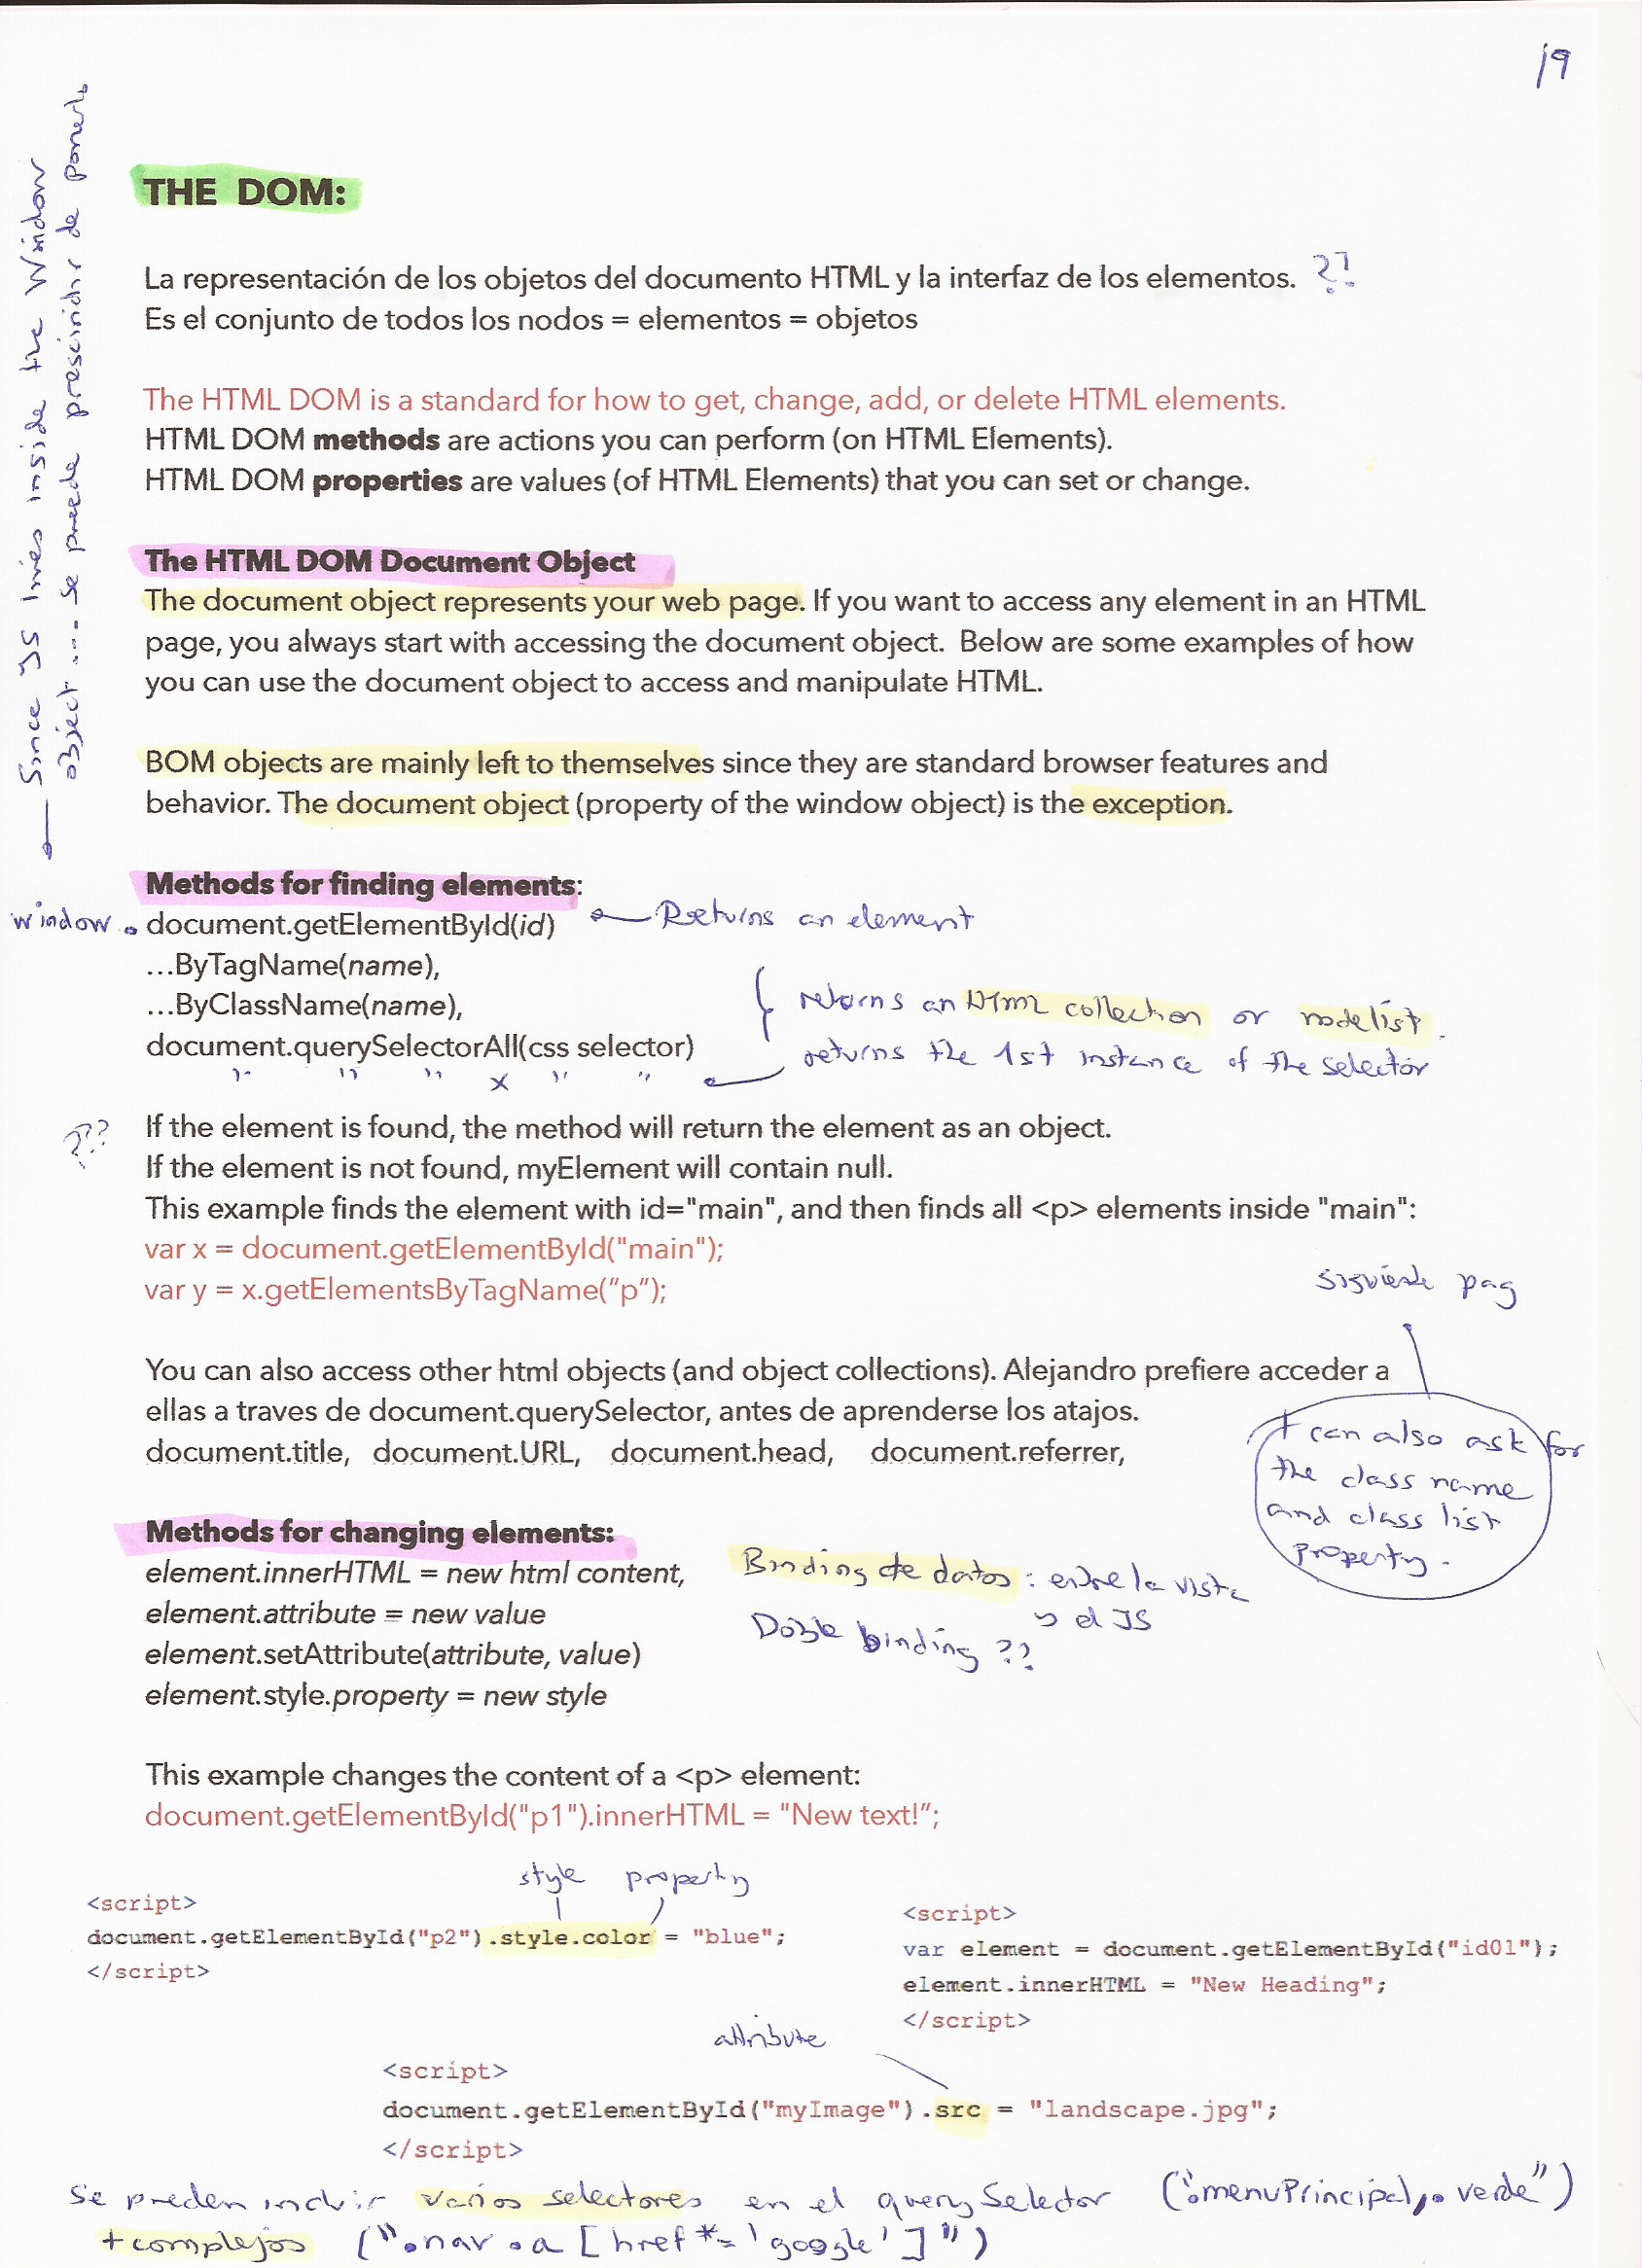 19
Since JS lives inside the Window
object ... se puede prescindir de ponerlo
THE DOM:
La representación de los objetos del documento HTML y la interfaz de los elementos. ??
Es el conjunto de todos los nodos = elementos = objetos
The HTML DOM is a standard for how to get, change, add, or delete HTML elements.
HTML DOM methods are actions you can perform (on HTML Elements).
HTML DOM properties are values (of HTML Elements) that you can set or change.
The HTML DOM Document Object
The document object represents your web page. If you want to access any element in an HTML
page, you always start with accessing the document object. Below are some examples of how
you can use the document object to access and manipulate HTML.
BOM objects are mainly left to themselves since they are standard browser features and
behavior. The document object (property of the window object) is the exception.
Methods for finding elements:
window . document.getElementById(id) Returns an element
...ByTagName(name),
...ByClassName(name), returns an HTML collection or nodelist.
document.querySelectorAll(css selector) returns the 1st instance of the selector
" " " x " "
??? If the element is found, the method will return the element as an object.
If the element is not found, myElement will contain null.
This example finds the element with id="main", and then finds all <p> elements inside "main":
var x = document.getElementById("main");
var y = x.getElementsByTagName("p");
siguiente pag
You can also access other html objects (and object collections). Alejandro prefiere acceder a
ellas a traves de document.querySelector, antes de aprenderse los atajos.
document.title, document.URL, document.head, document.referrer,
I can also ask for
the class name
and class list
property.
Methods for changing elements:
element.innerHTML = new html content,
element.attribute = new value
element.setAttribute(attribute, value)
element.style.property = new style
Binding de datos: entre la vista
y el JS
Doble binding ??
This example changes the content of a <p> element:
document.getElementById("p1").innerHTML = "New text!";
style property
<script>
document.getElementById("p2").style.color = "blue";
</script>
<script>
var element = document.getElementById("id01");
element.innerHTML = "New Heading";
</script>
attribute
<script>
document.getElementById("myImage").src = "landscape.jpg";
</script>
Se pueden incluir varios selectores en el querySelector (".menuPrincipal, .verde")
+ complejos (".nav .a [href*='google']")